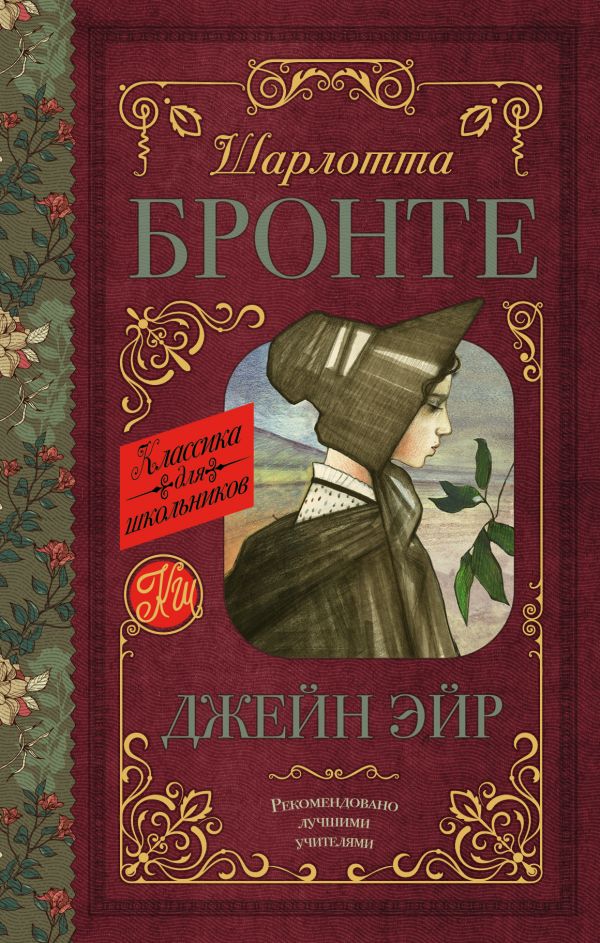 Шарлотта
БРОНТЕ
Классика
для
школьников
КШ
ДЖЕЙН ЭЙР
Рекомендовано
лучшими
учителями